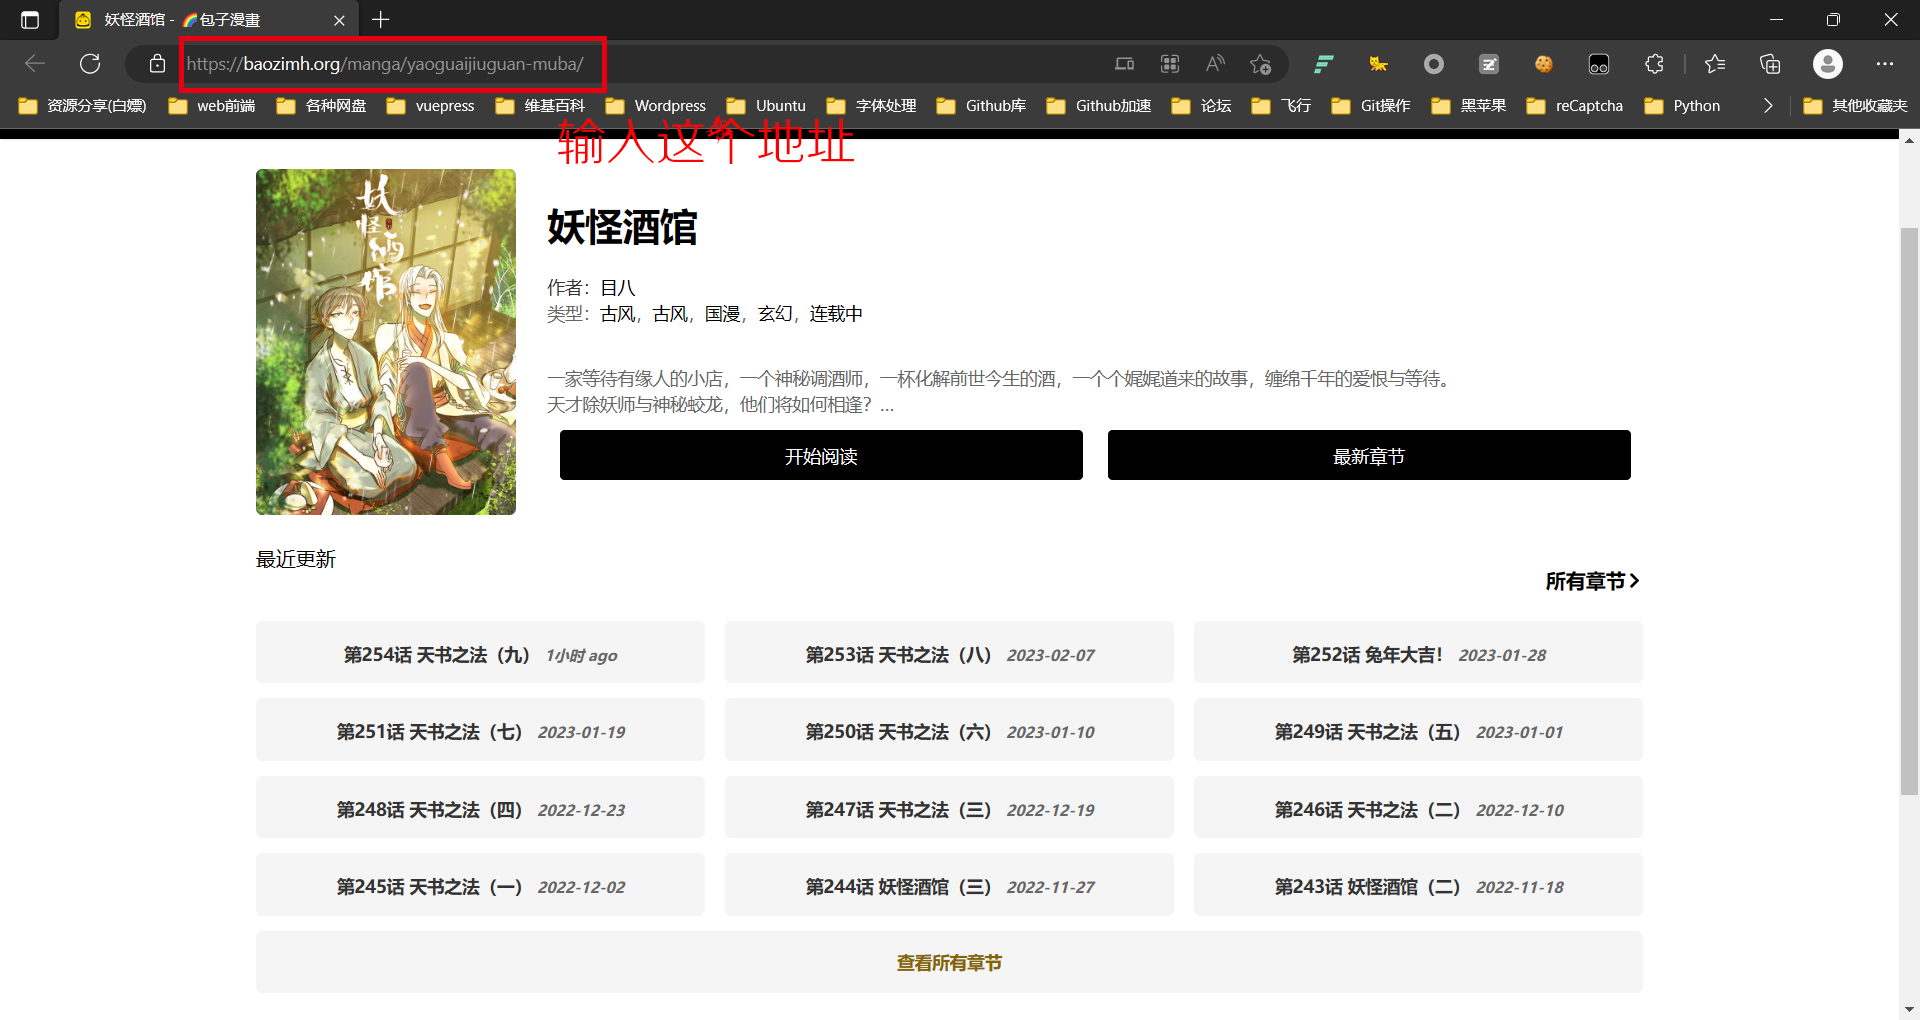 妖怪酒馆 - 🌈包子漫畫
https://baozimh.org/manga/yaoguaijiuguan-muba/
资源分享(白嫖) web前端 各种网盘 vuepress 维基百科 Wordpress Ubuntu 字体处理 Github库 Github加速 论坛 飞行 Git操作 黑苹果 reCaptcha Python 其他收藏夹
输入这个地址
妖怪酒馆
妖怪酒馆
作者：目八
类型：古风，古风，国漫，玄幻，连载中
一家等待有缘人的小店，一个神秘调酒师，一杯化解前世今生的酒，一个个娓娓道来的故事，缠绵千年的爱恨与等待。
天才除妖师与神秘蛟龙，他们将如何相逢？...
开始阅读 最新章节
最近更新
所有章节
第254话 天书之法（九） 1小时 ago
第253话 天书之法（八） 2023-02-07
第252话 兔年大吉！ 2023-01-28
第251话 天书之法（七） 2023-01-19
第250话 天书之法（六） 2023-01-10
第249话 天书之法（五） 2023-01-01
第248话 天书之法（四） 2022-12-23
第247话 天书之法（三） 2022-12-19
第246话 天书之法（二） 2022-12-10
第245话 天书之法（一） 2022-12-02
第244话 妖怪酒馆（三） 2022-11-27
第243话 妖怪酒馆（二） 2022-11-18
查看所有章节